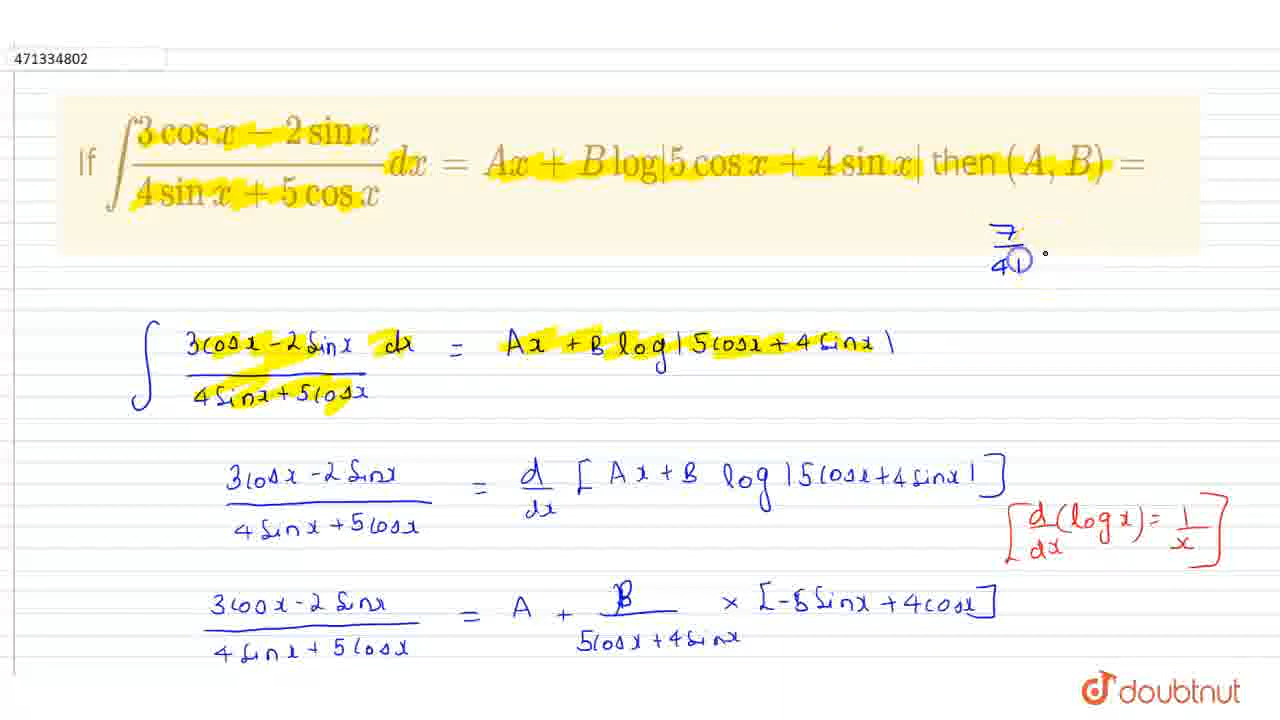 471334802
If ∫ (3 cos x − 2 sin x)/(4 sin x + 5 cos x) dx = Ax + B log|5 cos x + 4 sin x| then (A, B) =
7/41
∫ (3cosx − 2Sinx)/(4Sinx + 5Cosx) dx = Ax + B log|5cosx + 4Sinx|
(3cosx − 2Sinx)/(4Sinx + 5Cosx) = d/dx [Ax + B log|5Cosx + 4Sinx|]
[d/dx (logx) = 1/x]
(3cosx − 2Sinx)/(4Sinx + 5Cosx) = A + B/(5Cosx + 4Sinx) × [−5Sinx + 4Cosx]
doubtnut